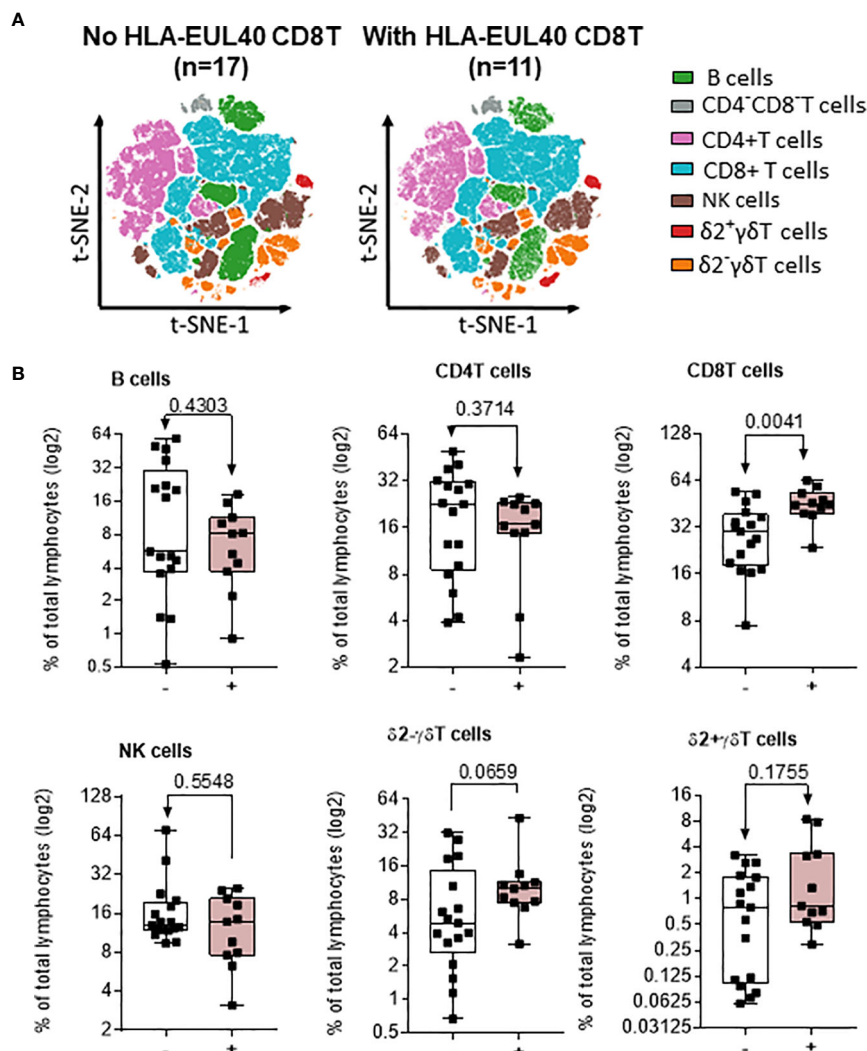 A
No HLA-EUL40 CD8T
(n=17)
With HLA-EUL40 CD8T
(n=11)
t-SNE-2
t-SNE-1
t-SNE-2
t-SNE-1
B cells
CD4⁻CD8⁻T cells
CD4+T cells
CD8+ T cells
NK cells
δ2⁺γδT cells
δ2⁻γδT cells
B
B cells
0.4303
% of total lymphocytes (log2)
64
32
16
8
4
2
1
0.5
- +
CD4T cells
0.3714
% of total lymphocytes (log2)
64
32
16
8
4
2
- +
CD8T cells
0.0041
% of total lymphocytes (log2)
128
64
32
16
8
4
- +
NK cells
0.5548
% of total lymphocytes (log2)
128
64
32
16
8
4
2
- +
δ2-γδT cells
0.0659
% of total lymphocytes (log2)
64
32
16
8
4
2
1
0.5
- +
δ2+γδT cells
0.1755
% of total lymphocytes (log2)
16
8
4
2
1
0.5
0.25
0.125
0.0625
0.03125
- +